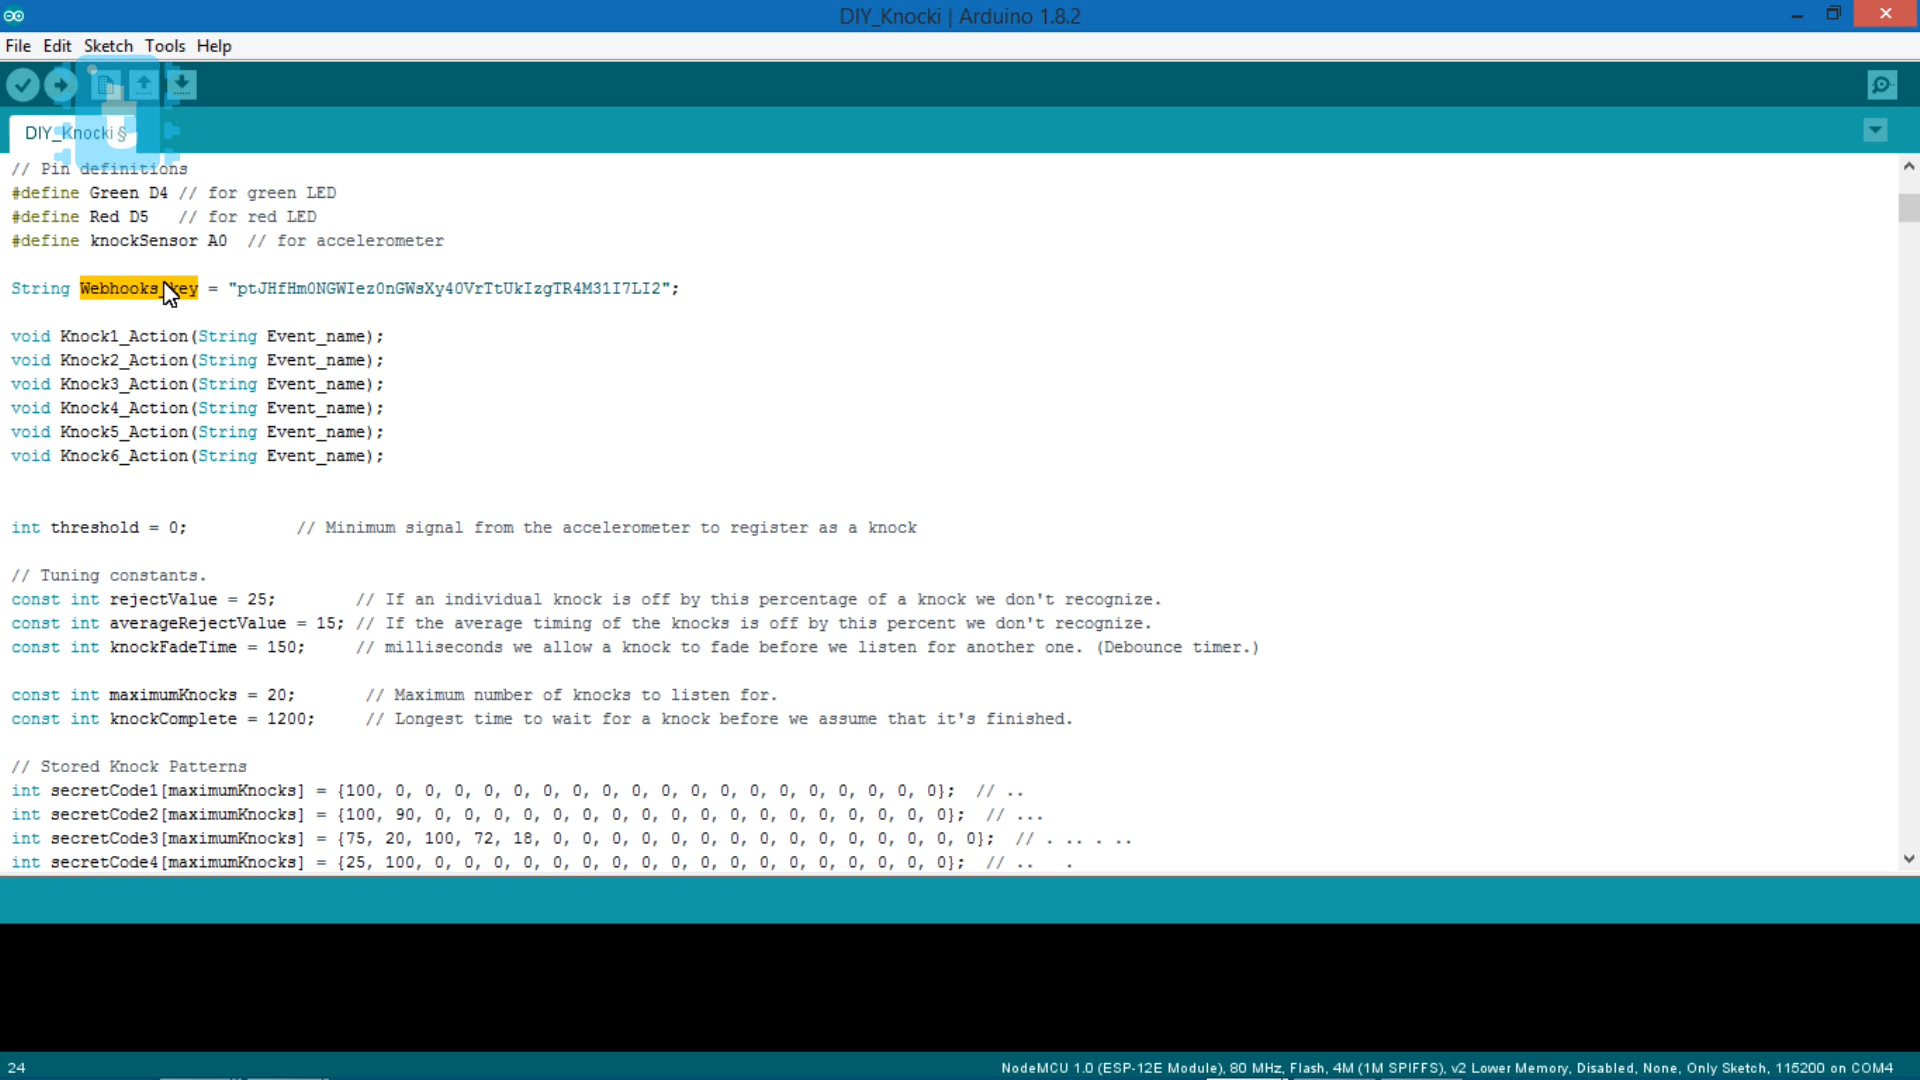 DIY_Knocki | Arduino 1.8.2
File Edit Sketch Tools Help
DIY_Knocki §
// Pin definitions
#define Green D4 // for green LED
#define Red D5 // for red LED
#define knockSensor A0 // for accelerometer
String Webhooks_key = "ptJHfHm0NGWIez0nGWsXy40VrTtUkIzgTR4M31I7LI2";
void Knock1_Action(String Event_name);
void Knock2_Action(String Event_name);
void Knock3_Action(String Event_name);
void Knock4_Action(String Event_name);
void Knock5_Action(String Event_name);
void Knock6_Action(String Event_name);
int threshold = 0; // Minimum signal from the accelerometer to register as a knock
// Tuning constants.
const int rejectValue = 25; // If an individual knock is off by this percentage of a knock we don't recognize.
const int averageRejectValue = 15; // If the average timing of the knocks is off by this percent we don't recognize.
const int knockFadeTime = 150; // milliseconds we allow a knock to fade before we listen for another one. (Debounce timer.)
const int maximumKnocks = 20; // Maximum number of knocks to listen for.
const int knockComplete = 1200; // Longest time to wait for a knock before we assume that it's finished.
// Stored Knock Patterns
int secretCode1[maximumKnocks] = {100, 0, 0, 0, 0, 0, 0, 0, 0, 0, 0, 0, 0, 0, 0, 0, 0, 0, 0, 0}; // ..
int secretCode2[maximumKnocks] = {100, 90, 0, 0, 0, 0, 0, 0, 0, 0, 0, 0, 0, 0, 0, 0, 0, 0, 0, 0}; // ...
int secretCode3[maximumKnocks] = {75, 20, 100, 72, 18, 0, 0, 0, 0, 0, 0, 0, 0, 0, 0, 0, 0, 0, 0, 0}; // . .. . ..
int secretCode4[maximumKnocks] = {25, 100, 0, 0, 0, 0, 0, 0, 0, 0, 0, 0, 0, 0, 0, 0, 0, 0, 0, 0}; // .. .
24
NodeMCU 1.0 (ESP-12E Module), 80 MHz, Flash, 4M (1M SPIFFS), v2 Lower Memory, Disabled, None, Only Sketch, 115200 on COM4